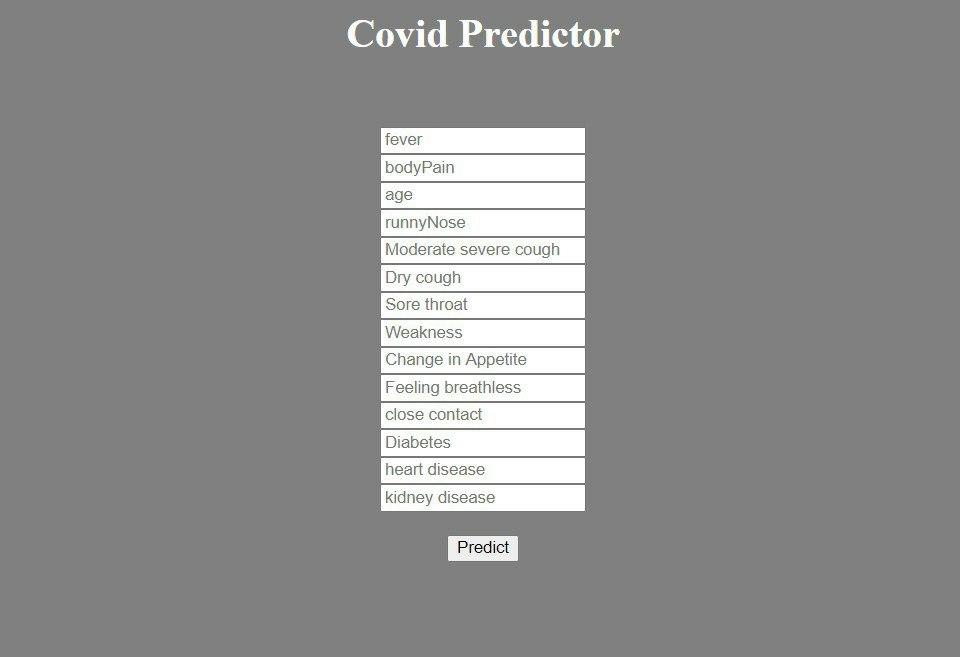 Covid Predictor
fever
bodyPain
age
runnyNose
Moderate severe cough
Dry cough
Sore throat
Weakness
Change in Appetite
Feeling breathless
close contact
Diabetes
heart disease
kidney disease
Predict